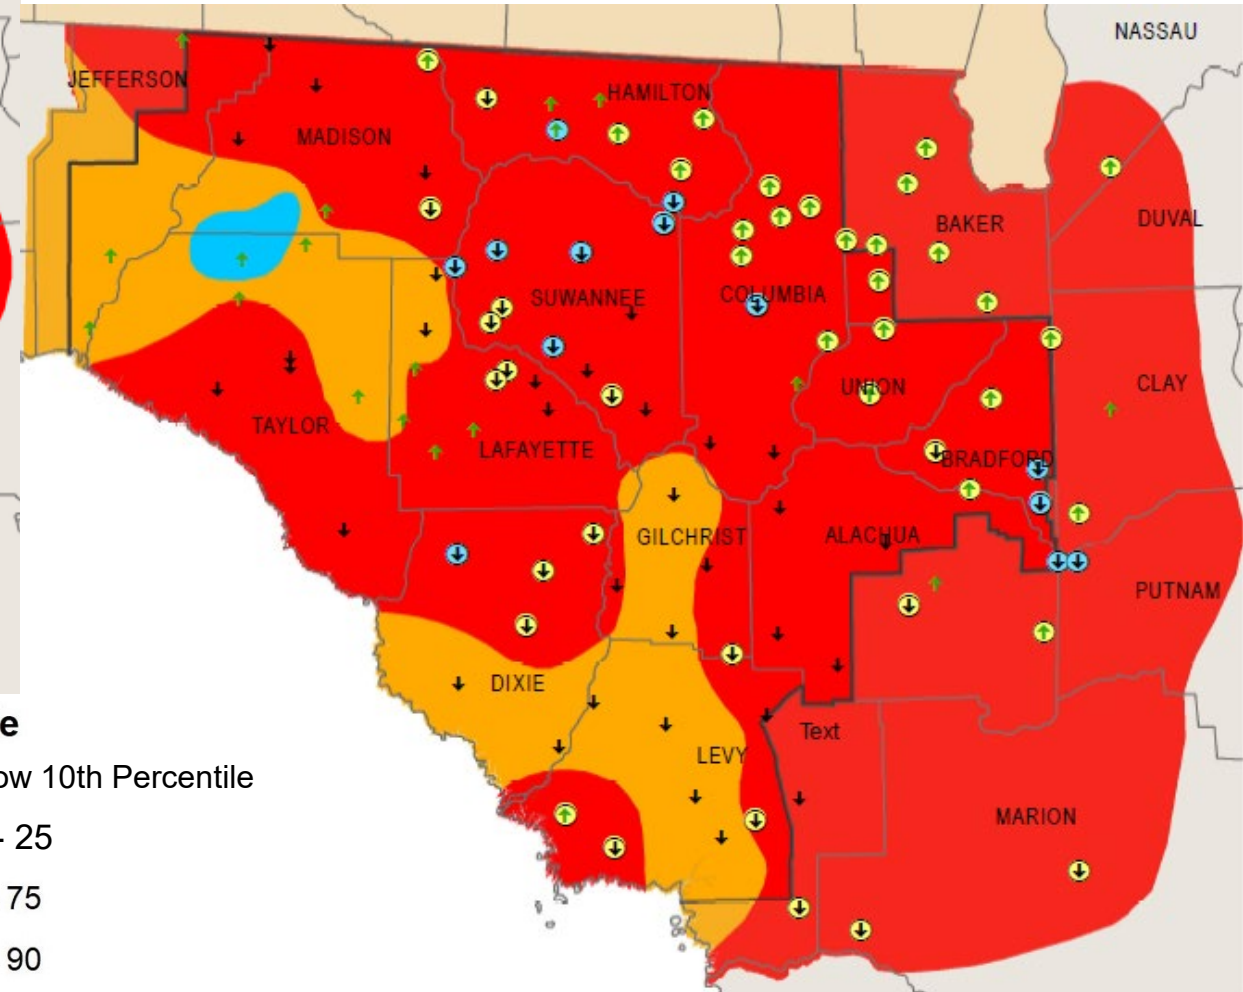 NASSAU
JEFFERSON
HAMILTON
MADISON
BAKER
DUVAL
SUWANNEE
COLUMBIA
UNION
CLAY
TAYLOR
LAFAYETTE
BRADFORD
GILCHRIST
ALACHUA
PUTNAM
DIXIE
Text
LEVY
MARION
e
ow 10th Percentile
- 25
75
90